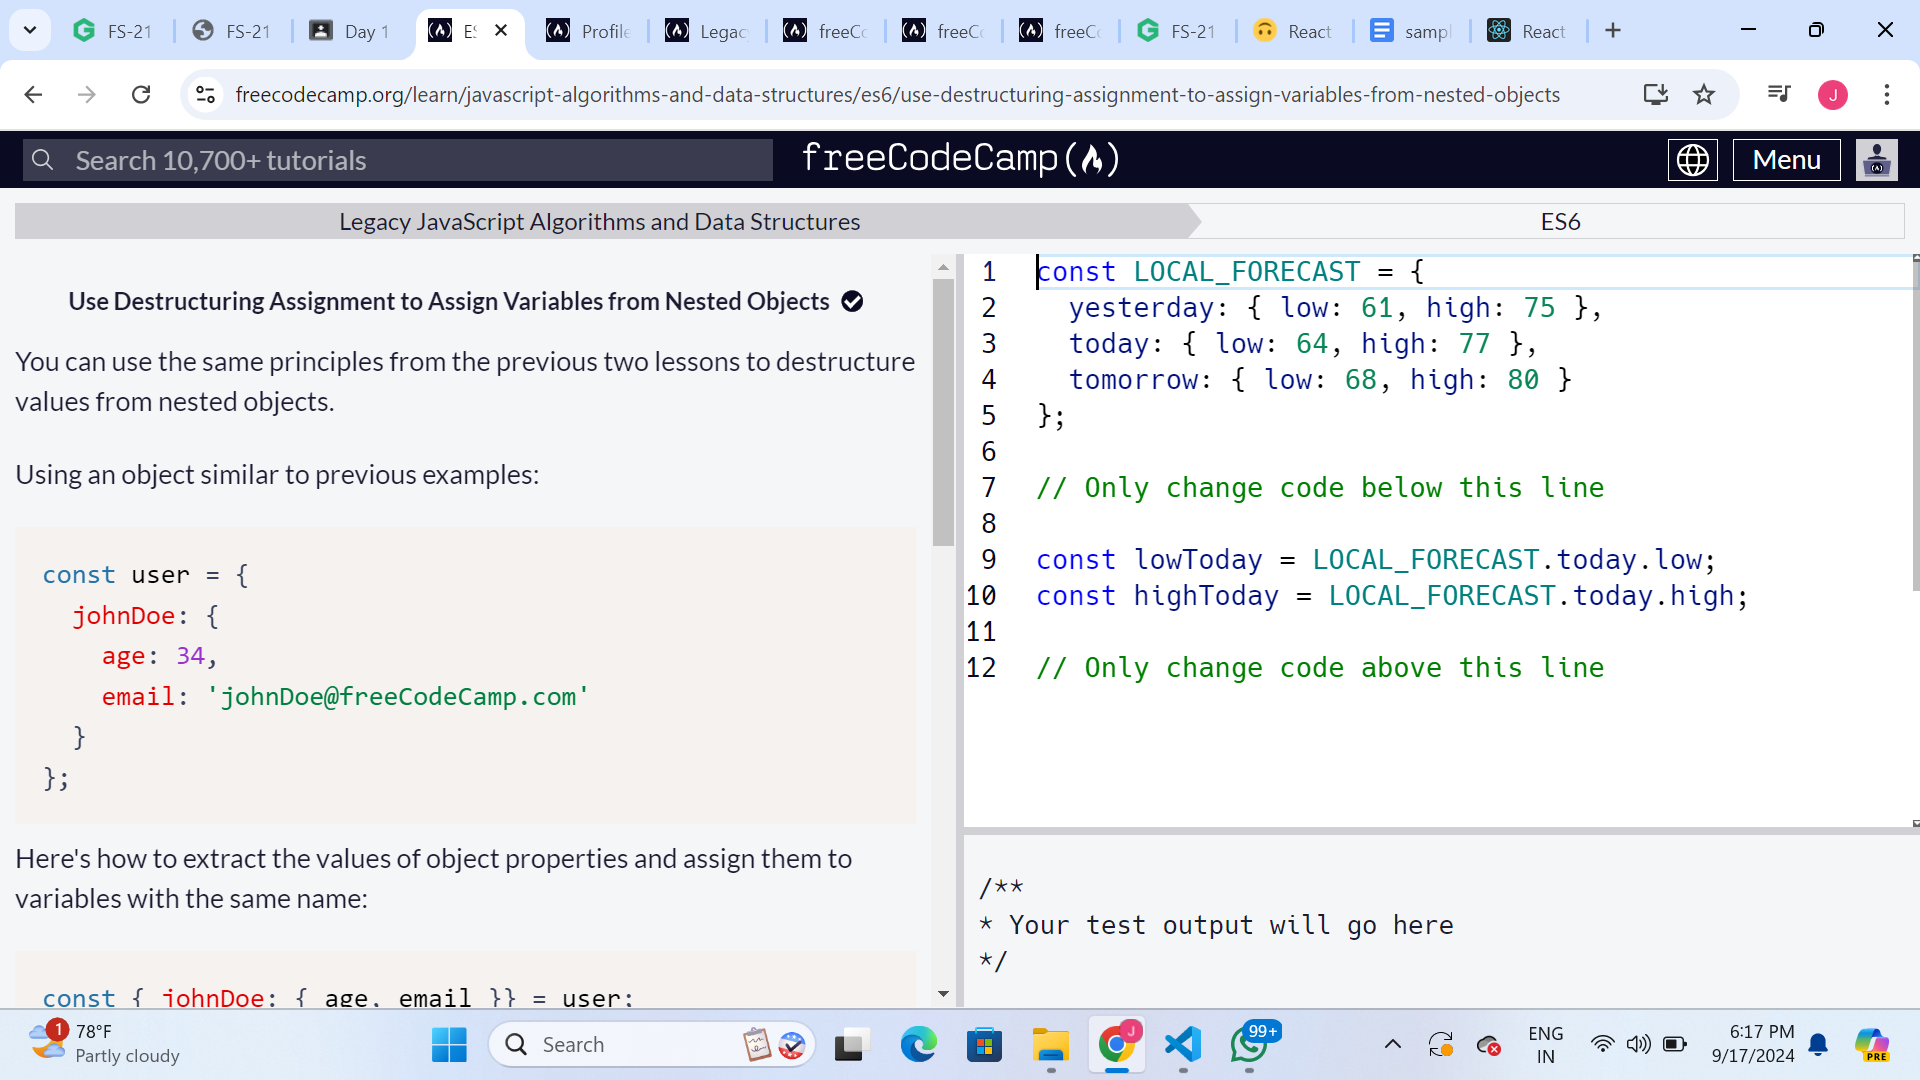 FS-21
FS-21
Day 1
ES
Profile
Legac
freeCo
freeCo
freeCo
FS-21
React
samp
React
freecodecamp.org/learn/javascript-algorithms-and-data-structures/es6/use-destructuring-assignment-to-assign-variables-from-nested-objects
J
Search 10,700+ tutorials
freeCodeCamp(
)
Menu
Legacy JavaScript Algorithms and Data Structures
ES6
Use Destructuring Assignment to Assign Variables from Nested Objects
You can use the same principles from the previous two lessons to destructure
values from nested objects.
Using an object similar to previous examples:
const user = {
johnDoe: {
age: 34,
email: 'johnDoe@freeCodeCamp.com'
}
};
Here's how to extract the values of object properties and assign them to
variables with the same name:
const { johnDoe: { age, email }} = user;
1 const LOCAL_FORECAST = {
2 yesterday: { low: 61, high: 75 },
3 today: { low: 64, high: 77 },
4 tomorrow: { low: 68, high: 80 }
5 };
6
7 // Only change code below this line
8
9 const lowToday = LOCAL_FORECAST.today.low;
10 const highToday = LOCAL_FORECAST.today.high;
11
12 // Only change code above this line
/**
* Your test output will go here
*/
1
78°F
Partly cloudy
Search
J
99+
ENG
IN
6:17 PM
9/17/2024
PRE